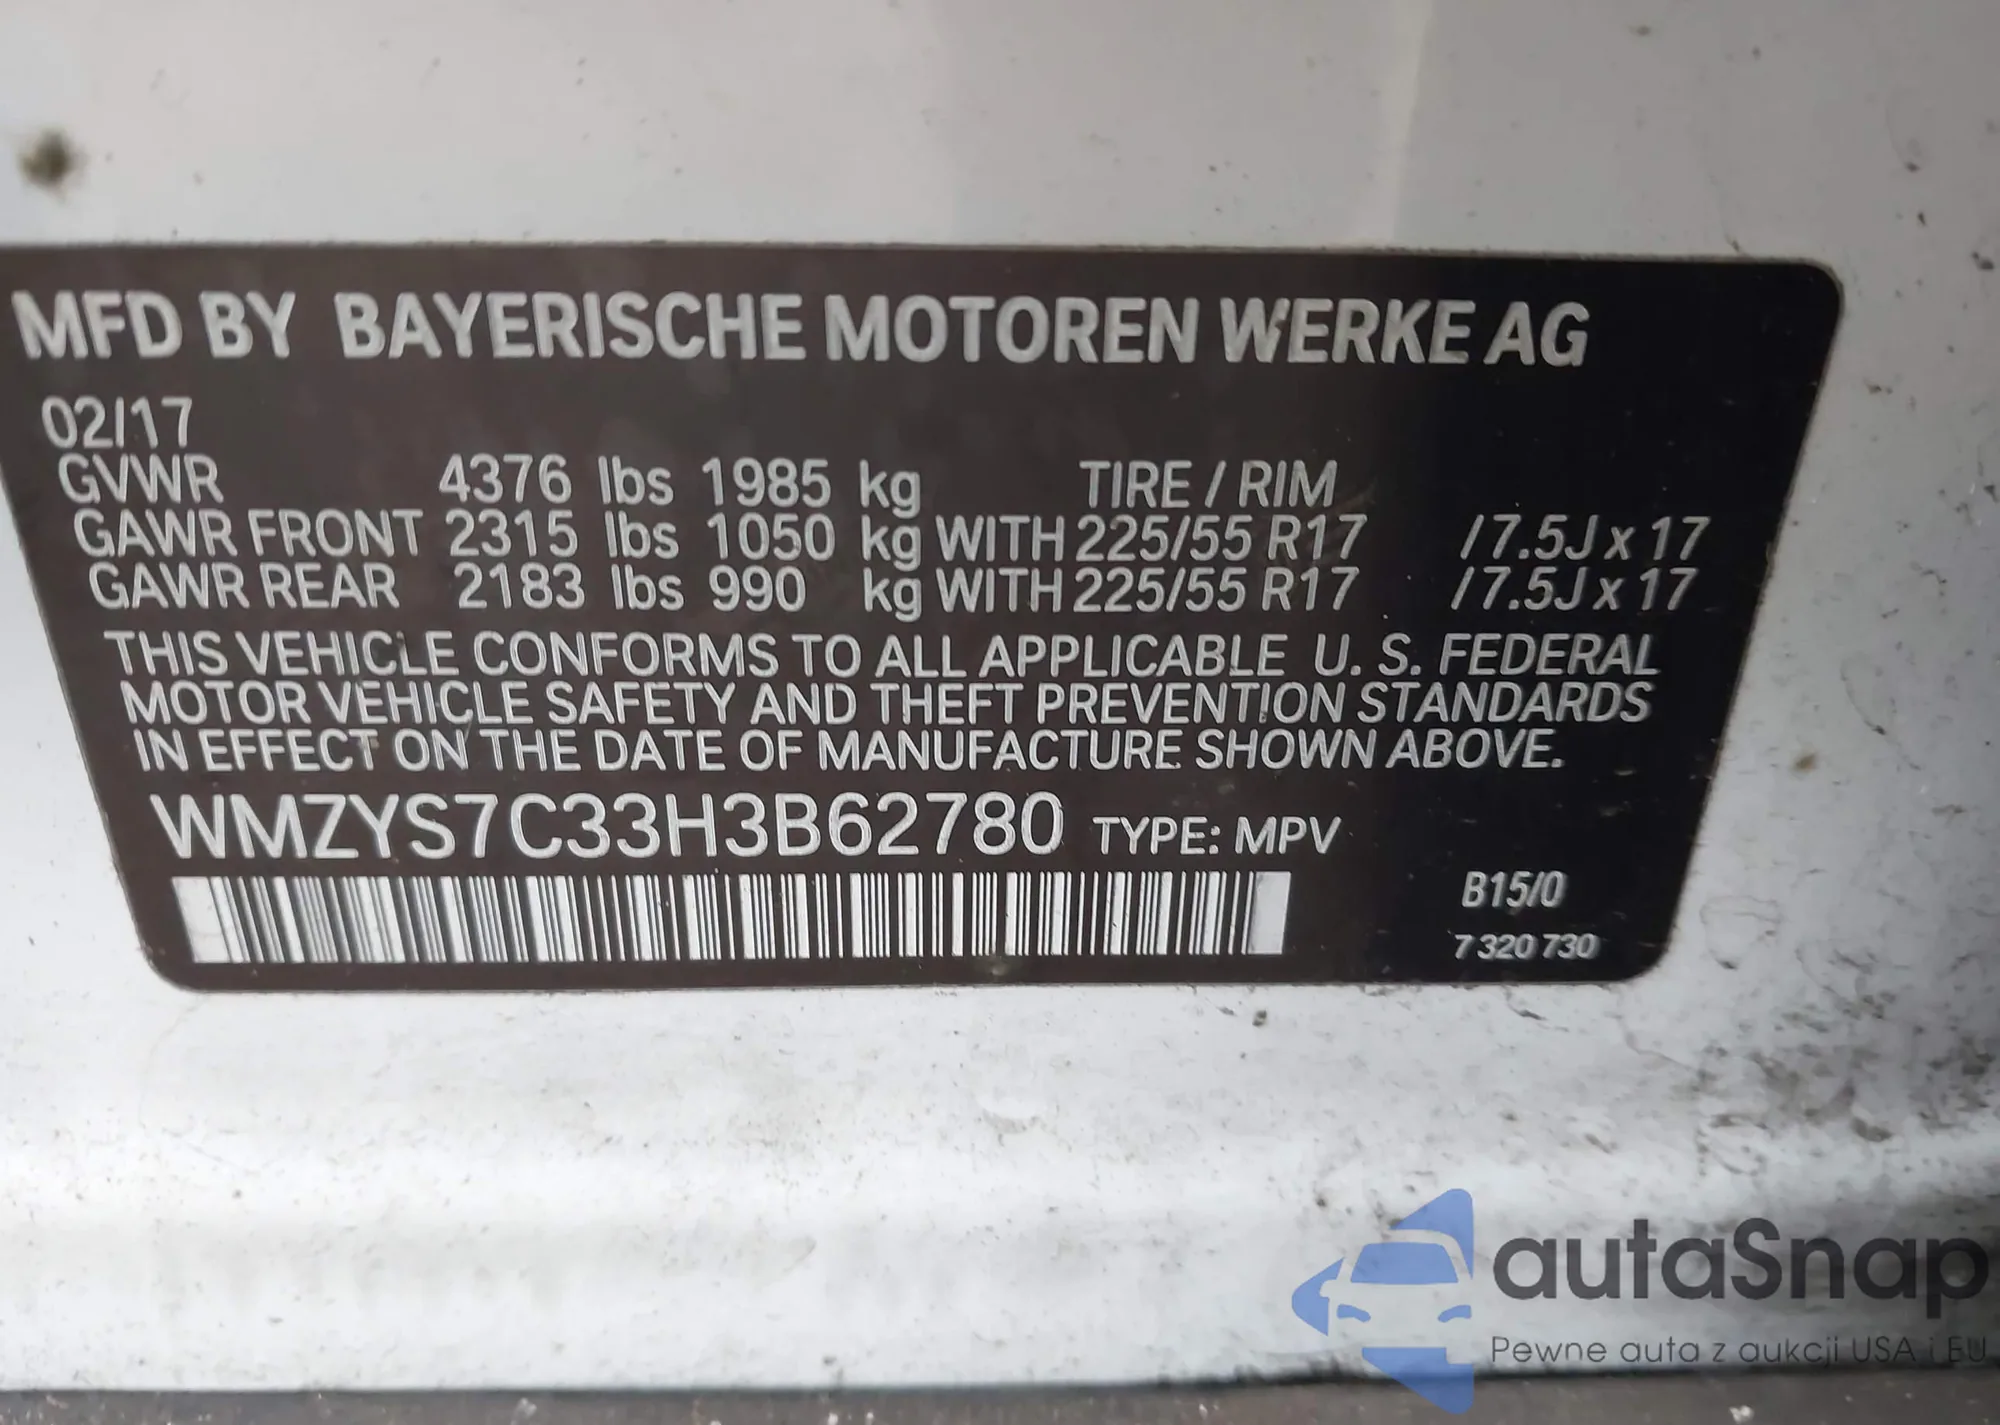 MFD BY BAYERISCHE MOTOREN WERKE AG
02/17
GVWR 4376 lbs 1985 kg TIRE / RIM
GAWR FRONT 2315 lbs 1050 kg WITH 225/55 R17 / 7.5J x 17
GAWR REAR 2183 lbs 990 kg WITH 225/55 R17 / 7.5J x 17
THIS VEHICLE CONFORMS TO ALL APPLICABLE U. S. FEDERAL
MOTOR VEHICLE SAFETY AND THEFT PREVENTION STANDARDS
IN EFFECT ON THE DATE OF MANUFACTURE SHOWN ABOVE.
WMZYS7C33H3B62780 TYPE: MPV
B15/0
7 320 730
autaSnap
Pewne auta z aukcji USA i EU